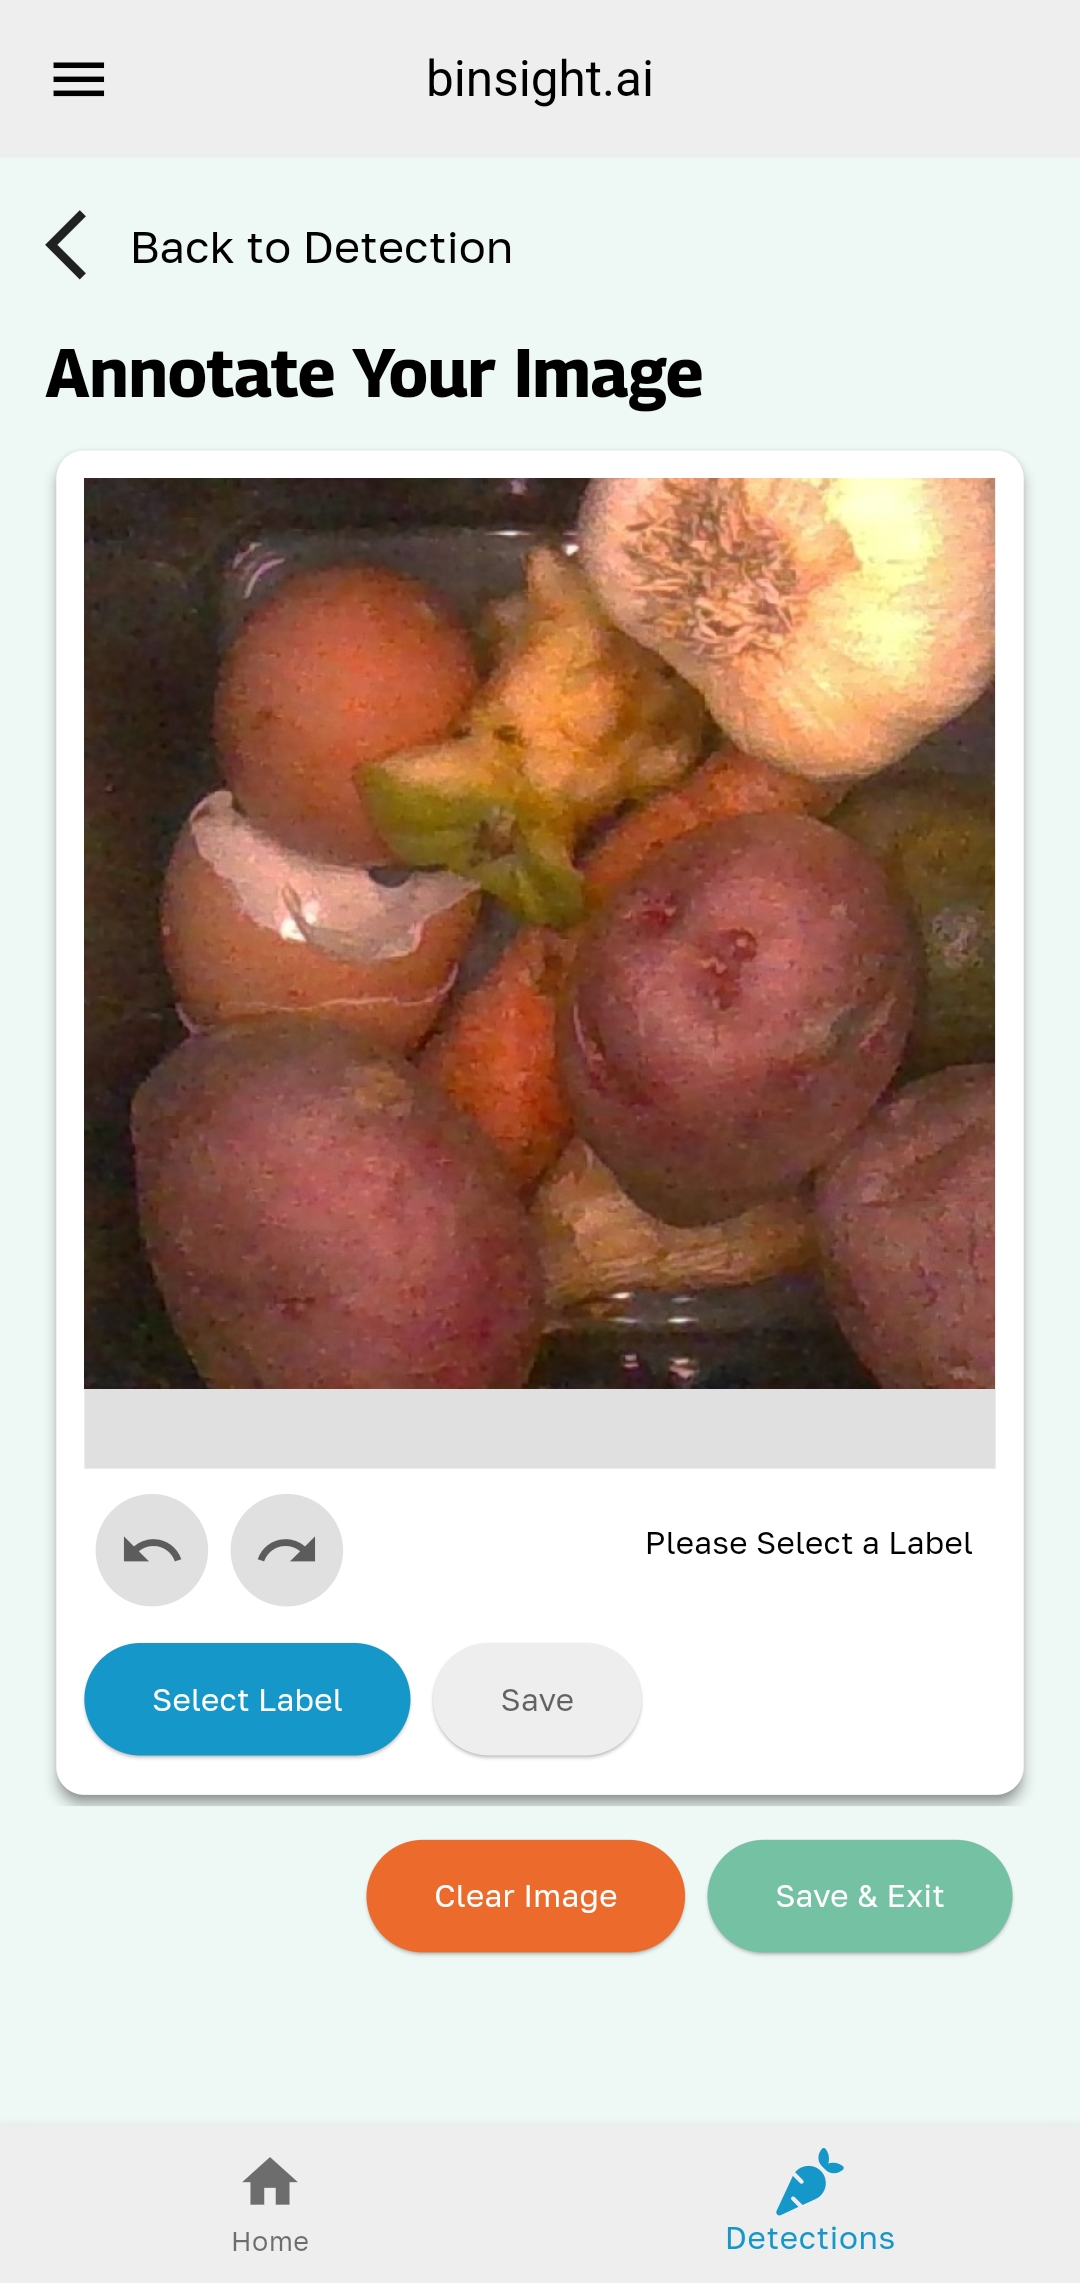 binsight.ai
Back to Detection
Annotate Your Image
Please Select a Label
Select Label
Save
Clear Image
Save & Exit
Home
Detections